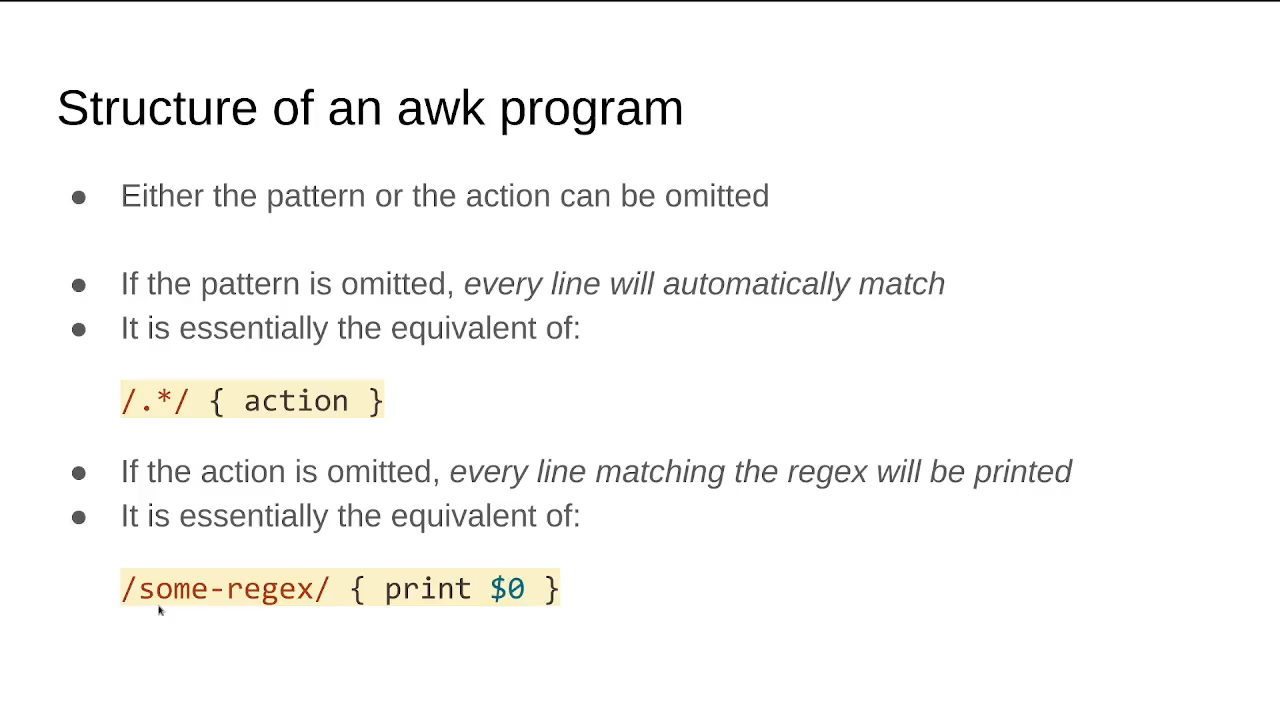 Structure of an awk program
● Either the pattern or the action can be omitted
● If the pattern is omitted, every line will automatically match
● It is essentially the equivalent of:
/.*/ { action }
● If the action is omitted, every line matching the regex will be printed
● It is essentially the equivalent of:
/some-regex/ { print $0 }